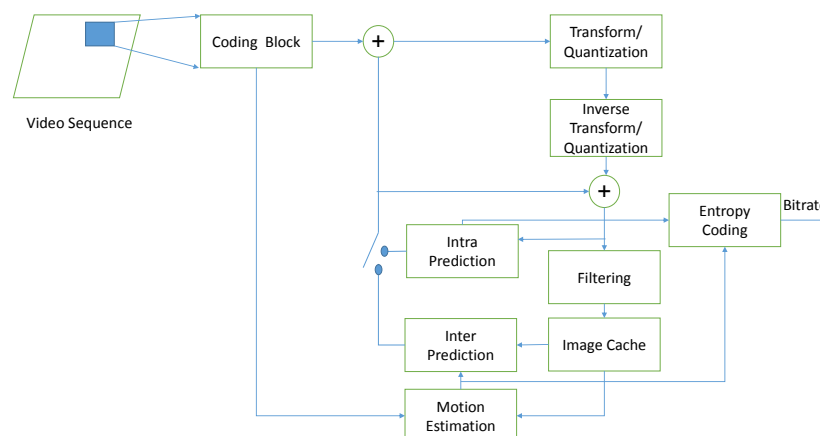 Coding Block
+
Transform/
Quantization
Video Sequence
Inverse
Transform/
Quantization
+
Entropy
Coding
Bitrate
Intra
Prediction
Filtering
Inter
Prediction
Image Cache
Motion
Estimation